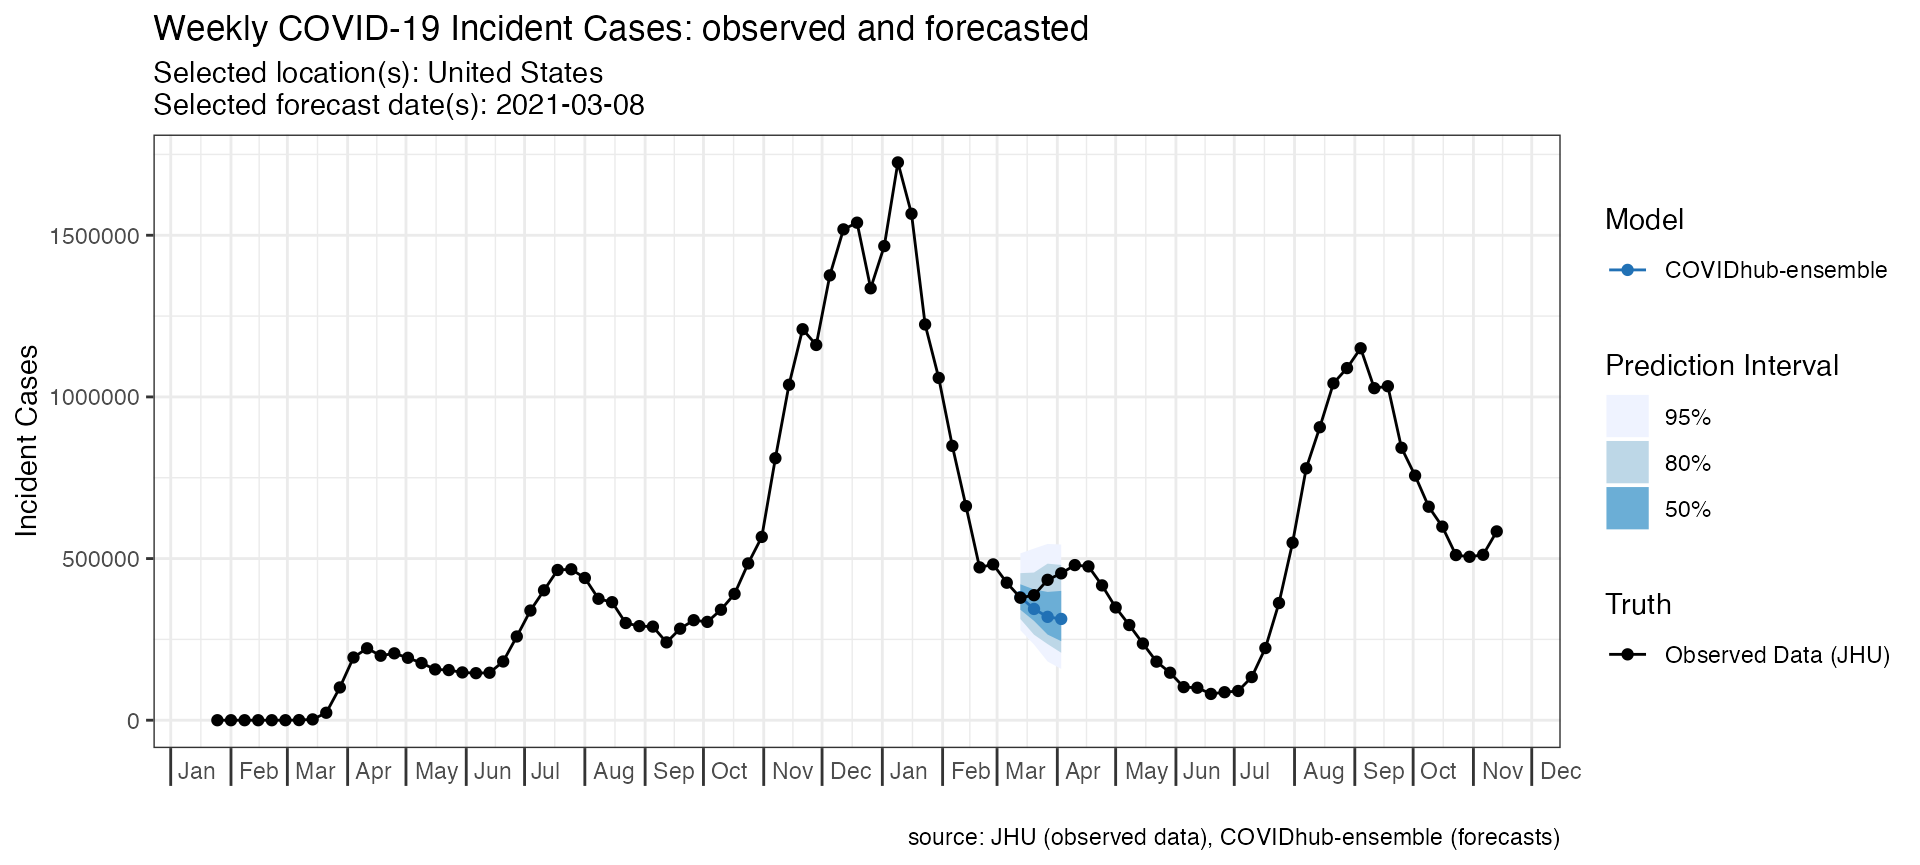 Weekly COVID-19 Incident Cases: observed and forecasted
Selected location(s): United States
Selected forecast date(s): 2021-03-08
Incident Cases
1500000
1000000
500000
0
Jan Feb Mar Apr May Jun Jul Aug Sep Oct Nov Dec Jan Feb Mar Apr May Jun Jul Aug Sep Oct Nov Dec
Model
COVIDhub-ensemble
Prediction Interval
95%
80%
50%
Truth
Observed Data (JHU)
source: JHU (observed data), COVIDhub-ensemble (forecasts)